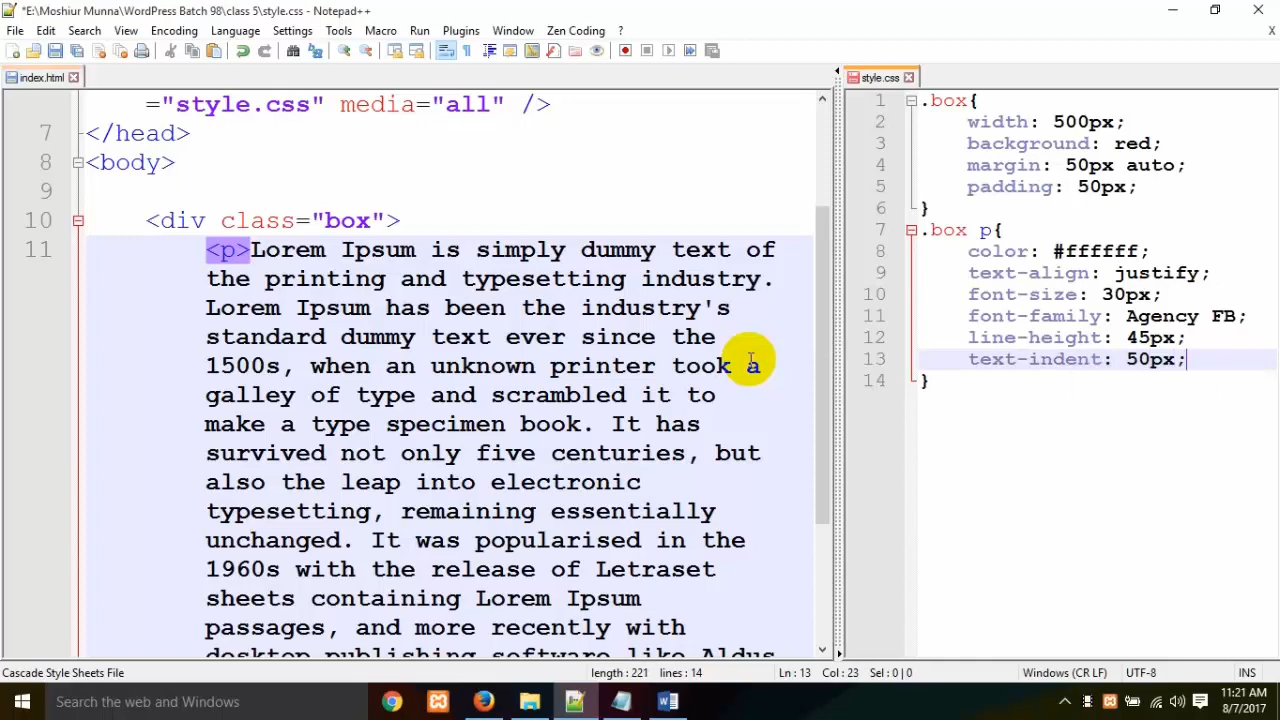 *E:\Moshiur Munna\WordPress Batch 98\class 5\style.css - Notepad++
File Edit Search View Encoding Language Settings Tools Macro Run Plugins Window Zen Coding ? X
index.html
="style.css" media="all" />
7 </head>
8 <body>
9
10 <div class="box">
11 <p>Lorem Ipsum is simply dummy text of
the printing and typesetting industry.
Lorem Ipsum has been the industry's
standard dummy text ever since the
1500s, when an unknown printer took a
galley of type and scrambled it to
make a type specimen book. It has
survived not only five centuries, but
also the leap into electronic
typesetting, remaining essentially
unchanged. It was popularised in the
1960s with the release of Letraset
sheets containing Lorem Ipsum
passages, and more recently with
desktop publishing software like Aldus
style.css
1 .box{
2 width: 500px;
3 background: red;
4 margin: 50px auto;
5 padding: 50px;
6 }
7 .box p{
8 color: #ffffff;
9 text-align: justify;
10 font-size: 30px;
11 font-family: Agency FB;
12 line-height: 45px;
13 text-indent: 50px;
14 }
Cascade Style Sheets File length : 221 lines : 14 Ln : 13 Col : 23 Sel : 0 | 0 Windows (CR LF) UTF-8 INS
Search the web and Windows
11:21 AM
8/7/2017